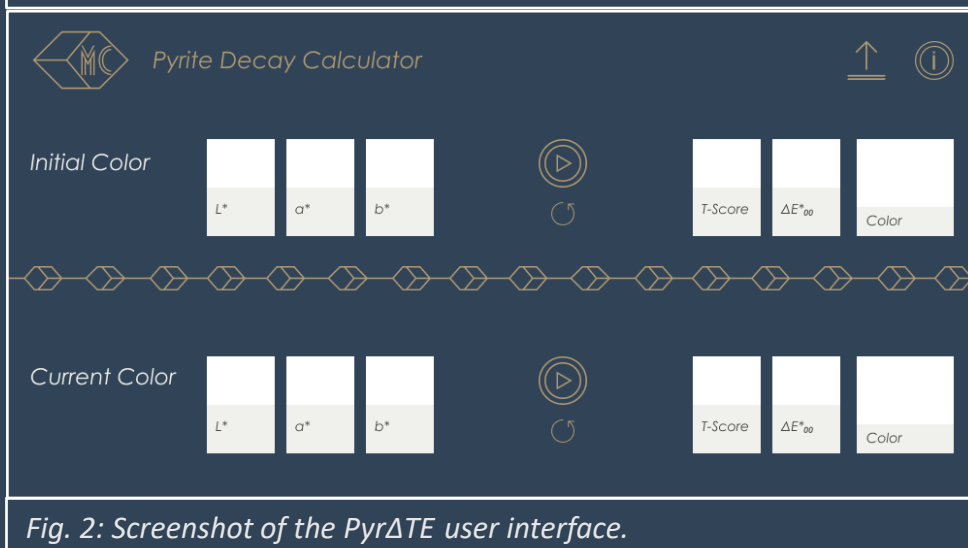 MC Pyrite Decay Calculator
i
Initial Color
L* a* b* T-Score ΔE*₀₀ Color
Current Color
L* a* b* T-Score ΔE*₀₀ Color
Fig. 2: Screenshot of the PyrΔTE user interface.